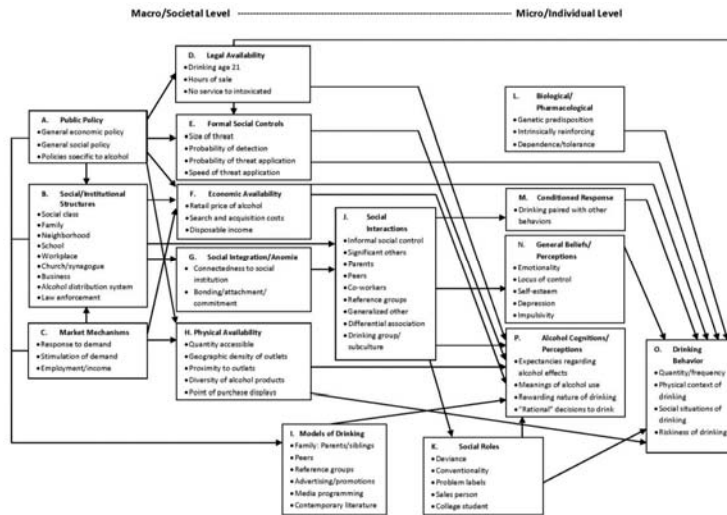 Macro/Societal Level
Micro/Individual Level
D. Legal Availability
• Drinking age 21
• Hours of sale
• No service to intoxicated
A. Public Policy
• General economic policy
• General social policy
• Policies specific to alcohol
E. Formal Social Controls
• Size of threat
• Probability of detection
• Probability of threat application
• Speed of threat application
L. Biological/
Pharmacological
• Genetic predisposition
• Intrinsically reinforcing
• Dependence/tolerance
B. Social/Institutional
Structures
• Social class
• Family
• Neighborhood
• School
• Workplace
• Church/synagogue
• Business
• Alcohol distribution system
• Law enforcement
F. Economic Availability
• Retail price of alcohol
• Search and acquisition costs
• Disposable income
G. Social Integration/Anomie
• Connectedness to social
institution
• Bonding/attachment/
commitment
J. Social
Interactions
• Informal social control
• Significant others
• Parents
• Peers
• Co-workers
• Reference groups
• Generalized other
• Differential association
• Drinking group/
subculture
M. Conditioned Response
• Drinking paired with other
behaviors
N. General Beliefs/
Perceptions
• Emotionality
• Locus of control
• Self-esteem
• Depression
• Impulsivity
C. Market Mechanisms
• Response to demand
• Stimulation of demand
• Employment/income
H. Physical Availability
• Quantity accessible
• Geographic density of outlets
• Proximity to outlets
• Diversity of alcohol products
• Point of purchase displays
P. Alcohol Cognitions/
Perceptions
• Expectancies regarding
alcohol effects
• Meanings of alcohol use
• Rewarding nature of drinking
• "Rational" decisions to drink
O. Drinking
Behavior
• Quantity/frequency
• Physical context of
drinking
• Social situations of
drinking
• Riskiness of drinking
I. Models of Drinking
• Family: Parents/siblings
• Peers
• Reference groups
• Advertising/promotions
• Media programming
• Contemporary literature
K. Social Roles
• Deviance
• Conventionality
• Problem labels
• Sales person
• College student